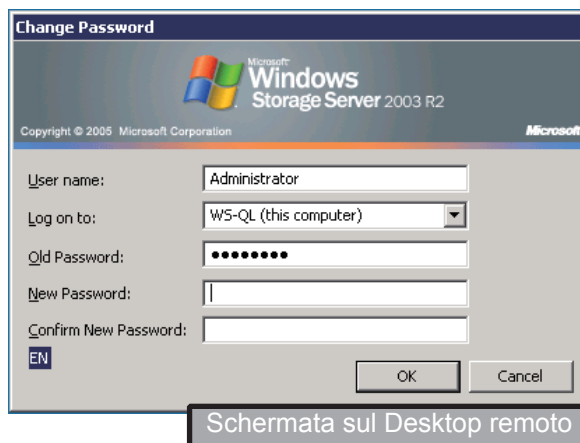 Change Password
Microsoft
Windows
Storage Server 2003 R2
Copyright © 2005 Microsoft Corporation
Microsoft
User name:
Administrator
Log on to:
WS-QL (this computer)
Old Password:
●●●●●●●●
New Password:
Confirm New Password:
EN
OK
Cancel
Schermata sul Desktop remoto